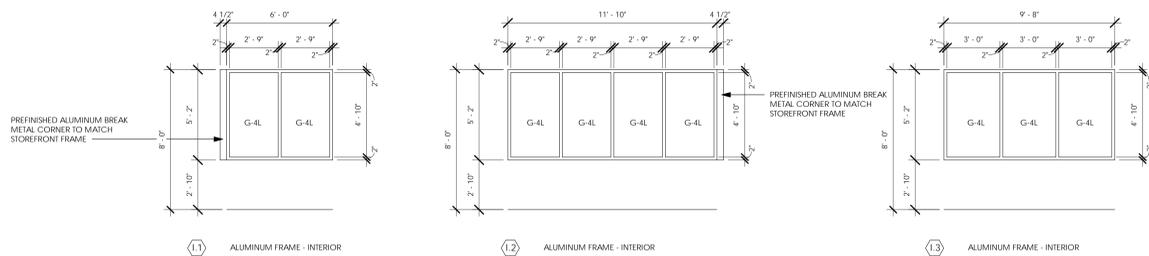 4 1/2" 6' - 0"
2" 2' - 9" 2" 2' - 9" 2"
PREFINISHED ALUMINUM BREAK
METAL CORNER TO MATCH
STOREFRONT FRAME
8' - 0"
5' - 2"
2' - 10"
G-4L G-4L
2"
4' - 10"
2"
I.1 ALUMINUM FRAME - INTERIOR
11' - 10" 4 1/2"
2" 2' - 9" 2" 2' - 9" 2" 2' - 9" 2" 2' - 9" 2"
8' - 0"
5' - 2"
2' - 10"
G-4L G-4L G-4L G-4L
2"
4' - 10"
2"
PREFINISHED ALUMINUM BREAK
METAL CORNER TO MATCH
STOREFRONT FRAME
I.2 ALUMINUM FRAME - INTERIOR
9' - 8"
2" 3' - 0" 2" 3' - 0" 2" 3' - 0" 2"
8' - 0"
5' - 2"
2' - 10"
G-4L G-4L G-4L
2"
4' - 10"
2"
I.3 ALUMINUM FRAME - INTERIOR